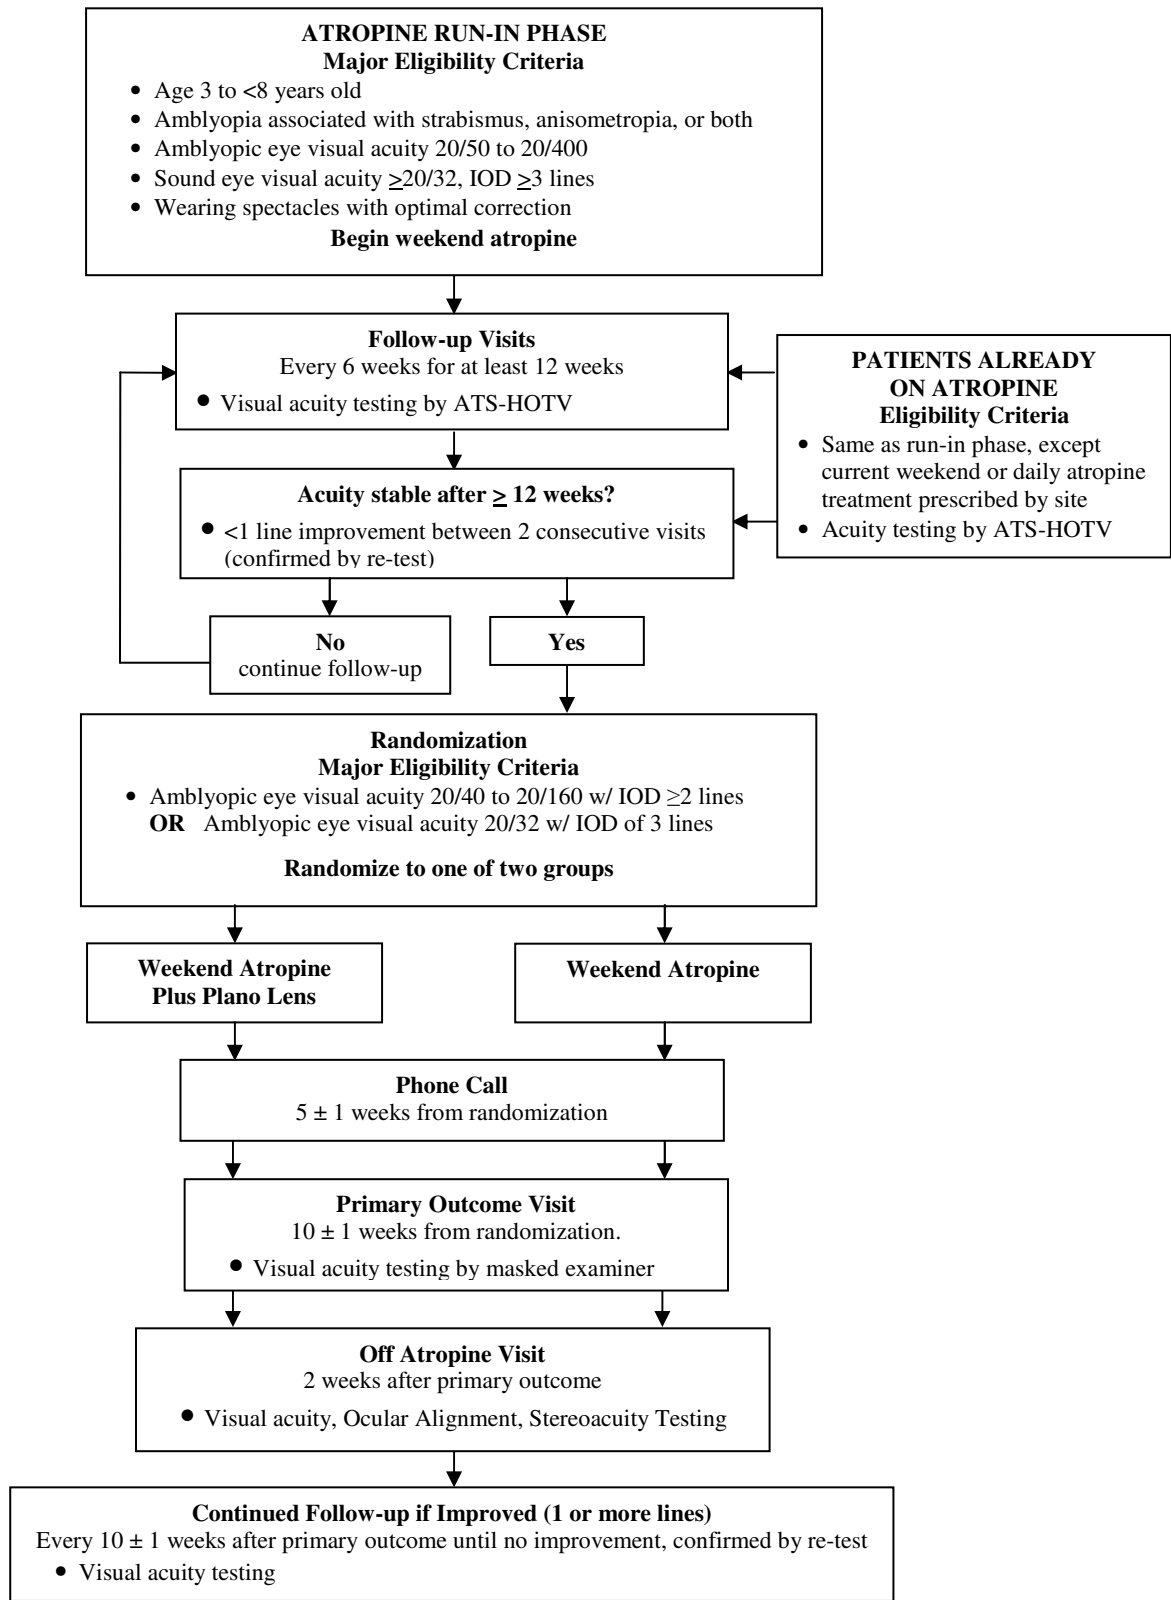 ATROPINE RUN-IN PHASE
Major Eligibility Criteria
• Age 3 to <8 years old
• Amblyopia associated with strabismus, anisometropia, or both
• Amblyopic eye visual acuity 20/50 to 20/400
• Sound eye visual acuity ≥20/32, IOD ≥3 lines
• Wearing spectacles with optimal correction
Begin weekend atropine
Follow-up Visits
Every 6 weeks for at least 12 weeks
• Visual acuity testing by ATS-HOTV
PATIENTS ALREADY
ON ATROPINE
Eligibility Criteria
• Same as run-in phase, except
current weekend or daily atropine
treatment prescribed by site
• Acuity testing by ATS-HOTV
Acuity stable after ≥ 12 weeks?
• <1 line improvement between 2 consecutive visits
(confirmed by re-test)
No
continue follow-up
Yes
Randomization
Major Eligibility Criteria
• Amblyopic eye visual acuity 20/40 to 20/160 w/ IOD ≥2 lines
OR Amblyopic eye visual acuity 20/32 w/ IOD of 3 lines
Randomize to one of two groups
Weekend Atropine
Plus Plano Lens
Weekend Atropine
Phone Call
5 ± 1 weeks from randomization
Primary Outcome Visit
10 ± 1 weeks from randomization.
• Visual acuity testing by masked examiner
Off Atropine Visit
2 weeks after primary outcome
• Visual acuity, Ocular Alignment, Stereoacuity Testing
Continued Follow-up if Improved (1 or more lines)
Every 10 ± 1 weeks after primary outcome until no improvement, confirmed by re-test
• Visual acuity testing